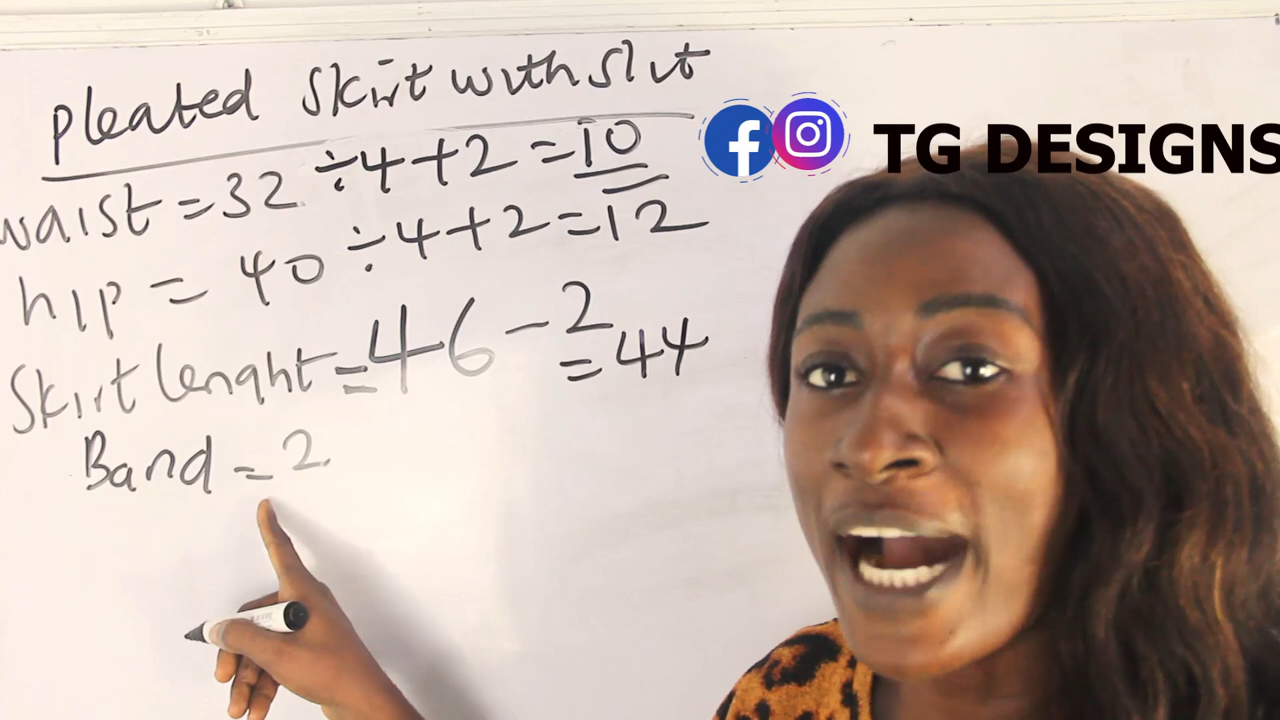 Pleated Skirt with Slit
waist = 32 ÷4+2 = 10
hip = 40 ÷4+2=12
Skirt lenght = 46 - 2
= 44
Band = 2
TG DESIGNS